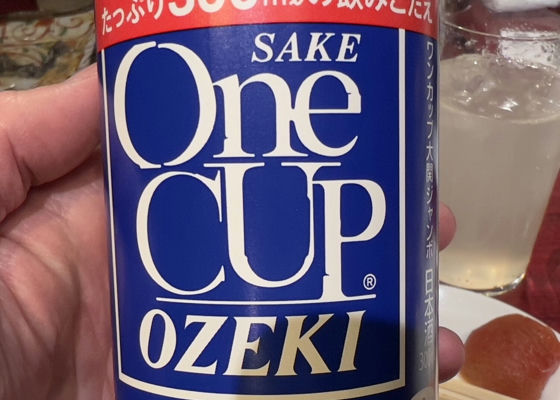 たっぷり300mlの飲みごたえ
SAKE
One
CUP®
OZEKI
ワンカップ大関ジャンボ 日本酒